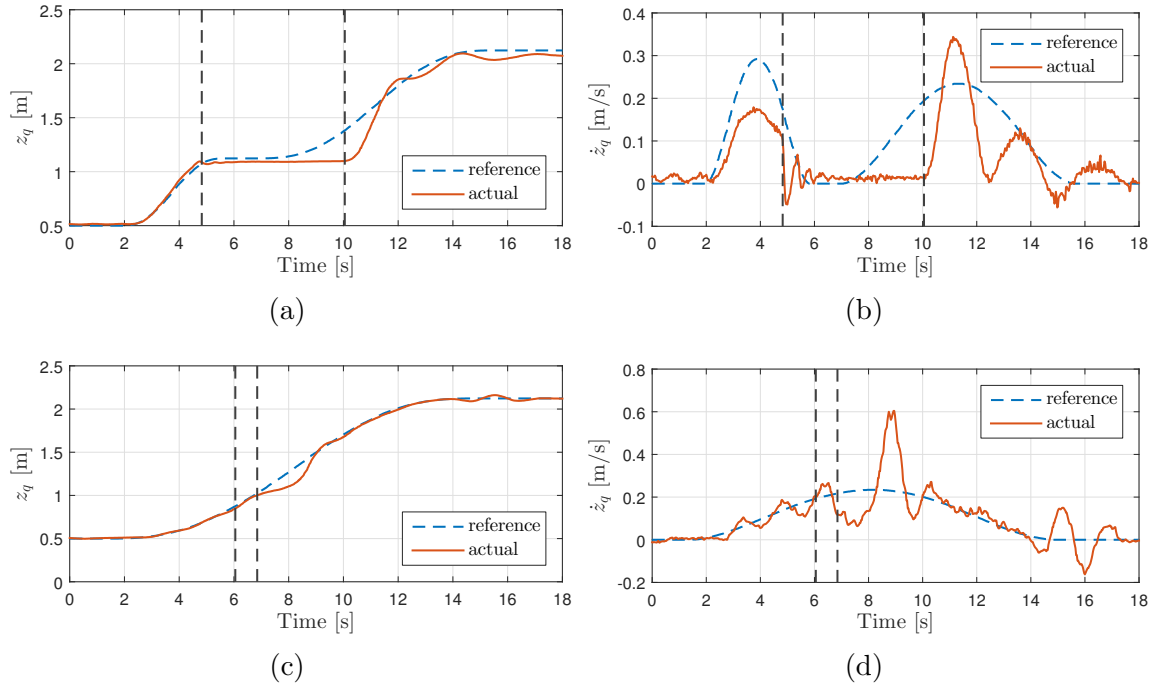 2.5
2
1.5
1
0.5
z_q [m]
reference
actual
0 2 4 6 8 10 12 14 16 18
Time [s]
(a)
0.4
0.3
0.2
0.1
0
-0.1
ż_q [m/s]
reference
actual
0 2 4 6 8 10 12 14 16 18
Time [s]
(b)
2.5
2
1.5
1
0.5
0
z_q [m]
reference
actual
0 2 4 6 8 10 12 14 16 18
Time [s]
(c)
0.8
0.6
0.4
0.2
0
-0.2
ż_q [m/s]
reference
actual
0 2 4 6 8 10 12 14 16 18
Time [s]
(d)